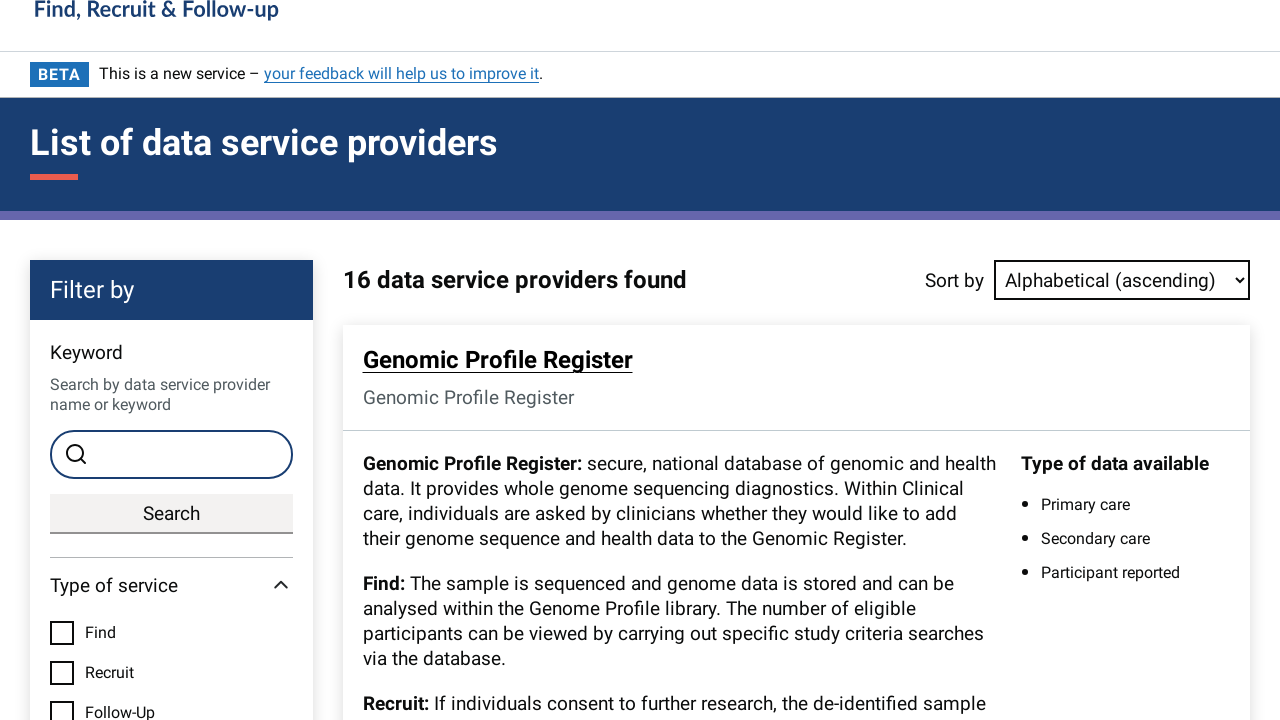 Find, Recruit & Follow-up
BETA This is a new service – your feedback will help us to improve it.
List of data service providers
Filter by
Keyword
Search by data service provider
name or keyword
Search
Type of service
Find
Recruit
Follow-Up
16 data service providers found
Sort by Alphabetical (ascending)
Genomic Profile Register
Genomic Profile Register
Genomic Profile Register: secure, national database of genomic and health
data. It provides whole genome sequencing diagnostics. Within Clinical
care, individuals are asked by clinicians whether they would like to add
their genome sequence and health data to the Genomic Register.
Find: The sample is sequenced and genome data is stored and can be
analysed within the Genome Profile library. The number of eligible
participants can be viewed by carrying out specific study criteria searches
via the database.
Recruit: If individuals consent to further research, the de-identified sample
Type of data available
Primary care
Secondary care
Participant reported